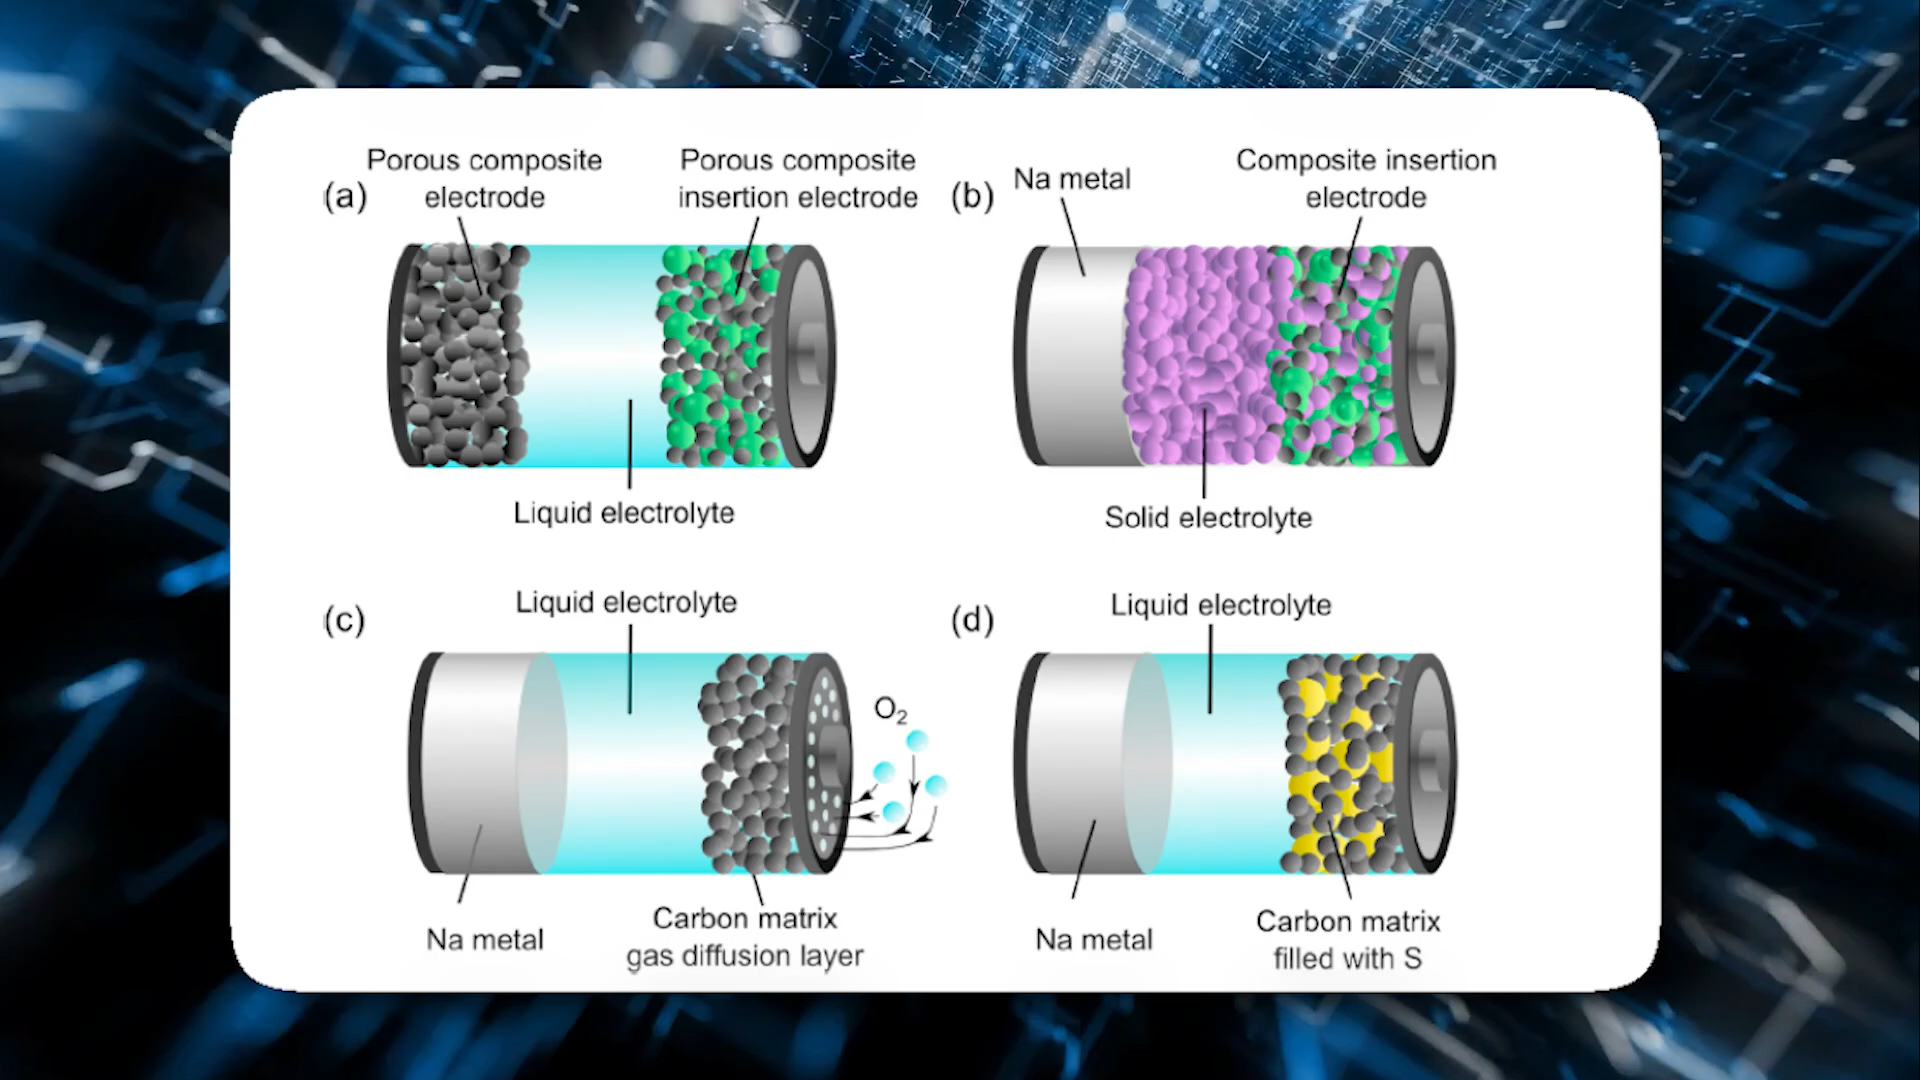 (a)
Porous composite
electrode
Porous composite
insertion electrode
Liquid electrolyte
(b)
Na metal
Composite insertion
electrode
Solid electrolyte
(c)
Liquid electrolyte
O₂
Na metal
Carbon matrix
gas diffusion layer
(d)
Liquid electrolyte
Na metal
Carbon matrix
filled with S